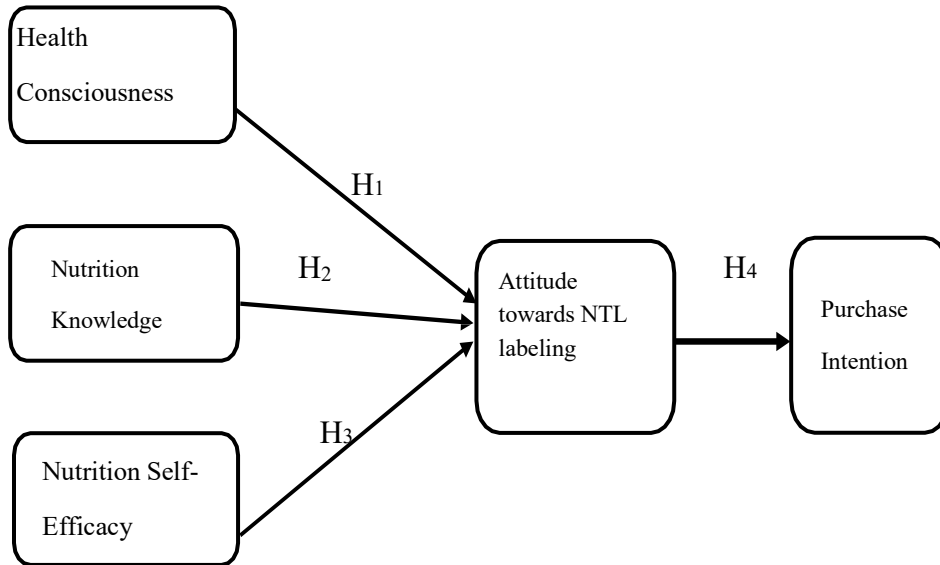 Health
Consciousness
H1
Nutrition
Knowledge
H2
Attitude
towards NTL
labeling
H4
Purchase
Intention
H3
Nutrition Self-
Efficacy